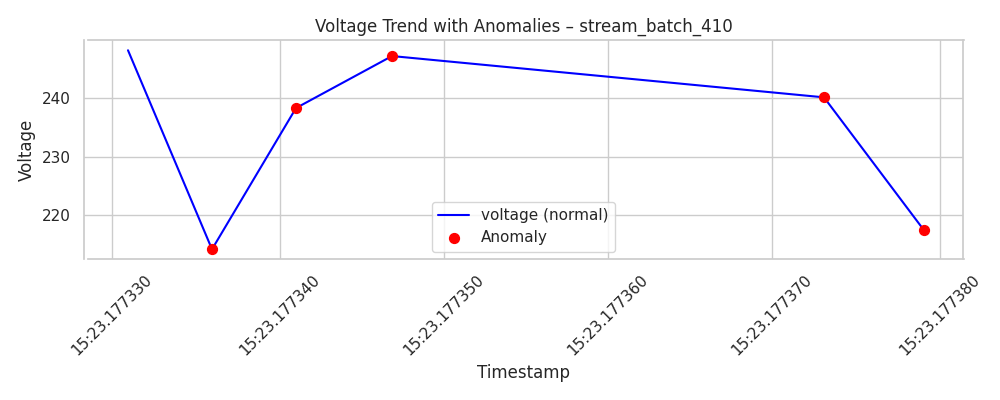 Voltage Trend with Anomalies – stream_batch_410
Voltage
240
230
220
voltage (normal)
Anomaly
15:23.177330
15:23.177340
15:23.177350
15:23.177360
15:23.177370
15:23.177380
Timestamp